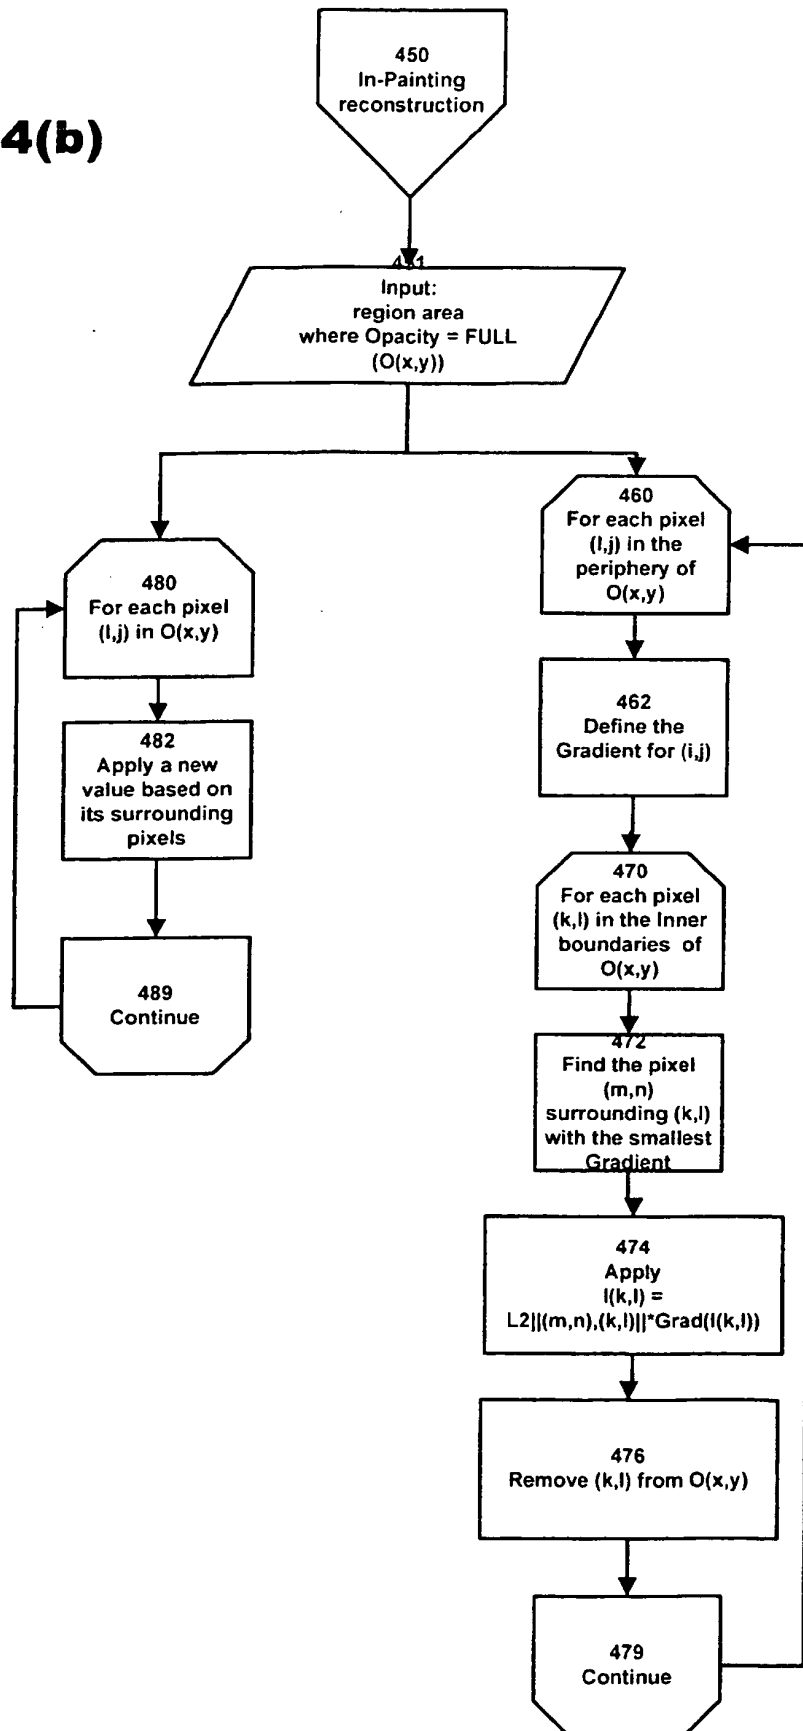 4(b)
450
In-Painting
reconstruction
451
Input:
region area
where Opacity = FULL
(O(x,y))
460
For each pixel
(I,j) in the
periphery of
O(x,y)
480
For each pixel
(I,j) in O(x,y)
462
Define the
Gradient for (i,j)
482
Apply a new
value based on
its surrounding
pixels
470
For each pixel
(k,l) in the Inner
boundaries of
O(x,y)
489
Continue
472
Find the pixel
(m,n)
surrounding (k,l)
with the smallest
Gradient
474
Apply
I(k,l) =
L2||(m,n),(k,l)||*Grad(I(k,l))
476
Remove (k,l) from O(x,y)
479
Continue